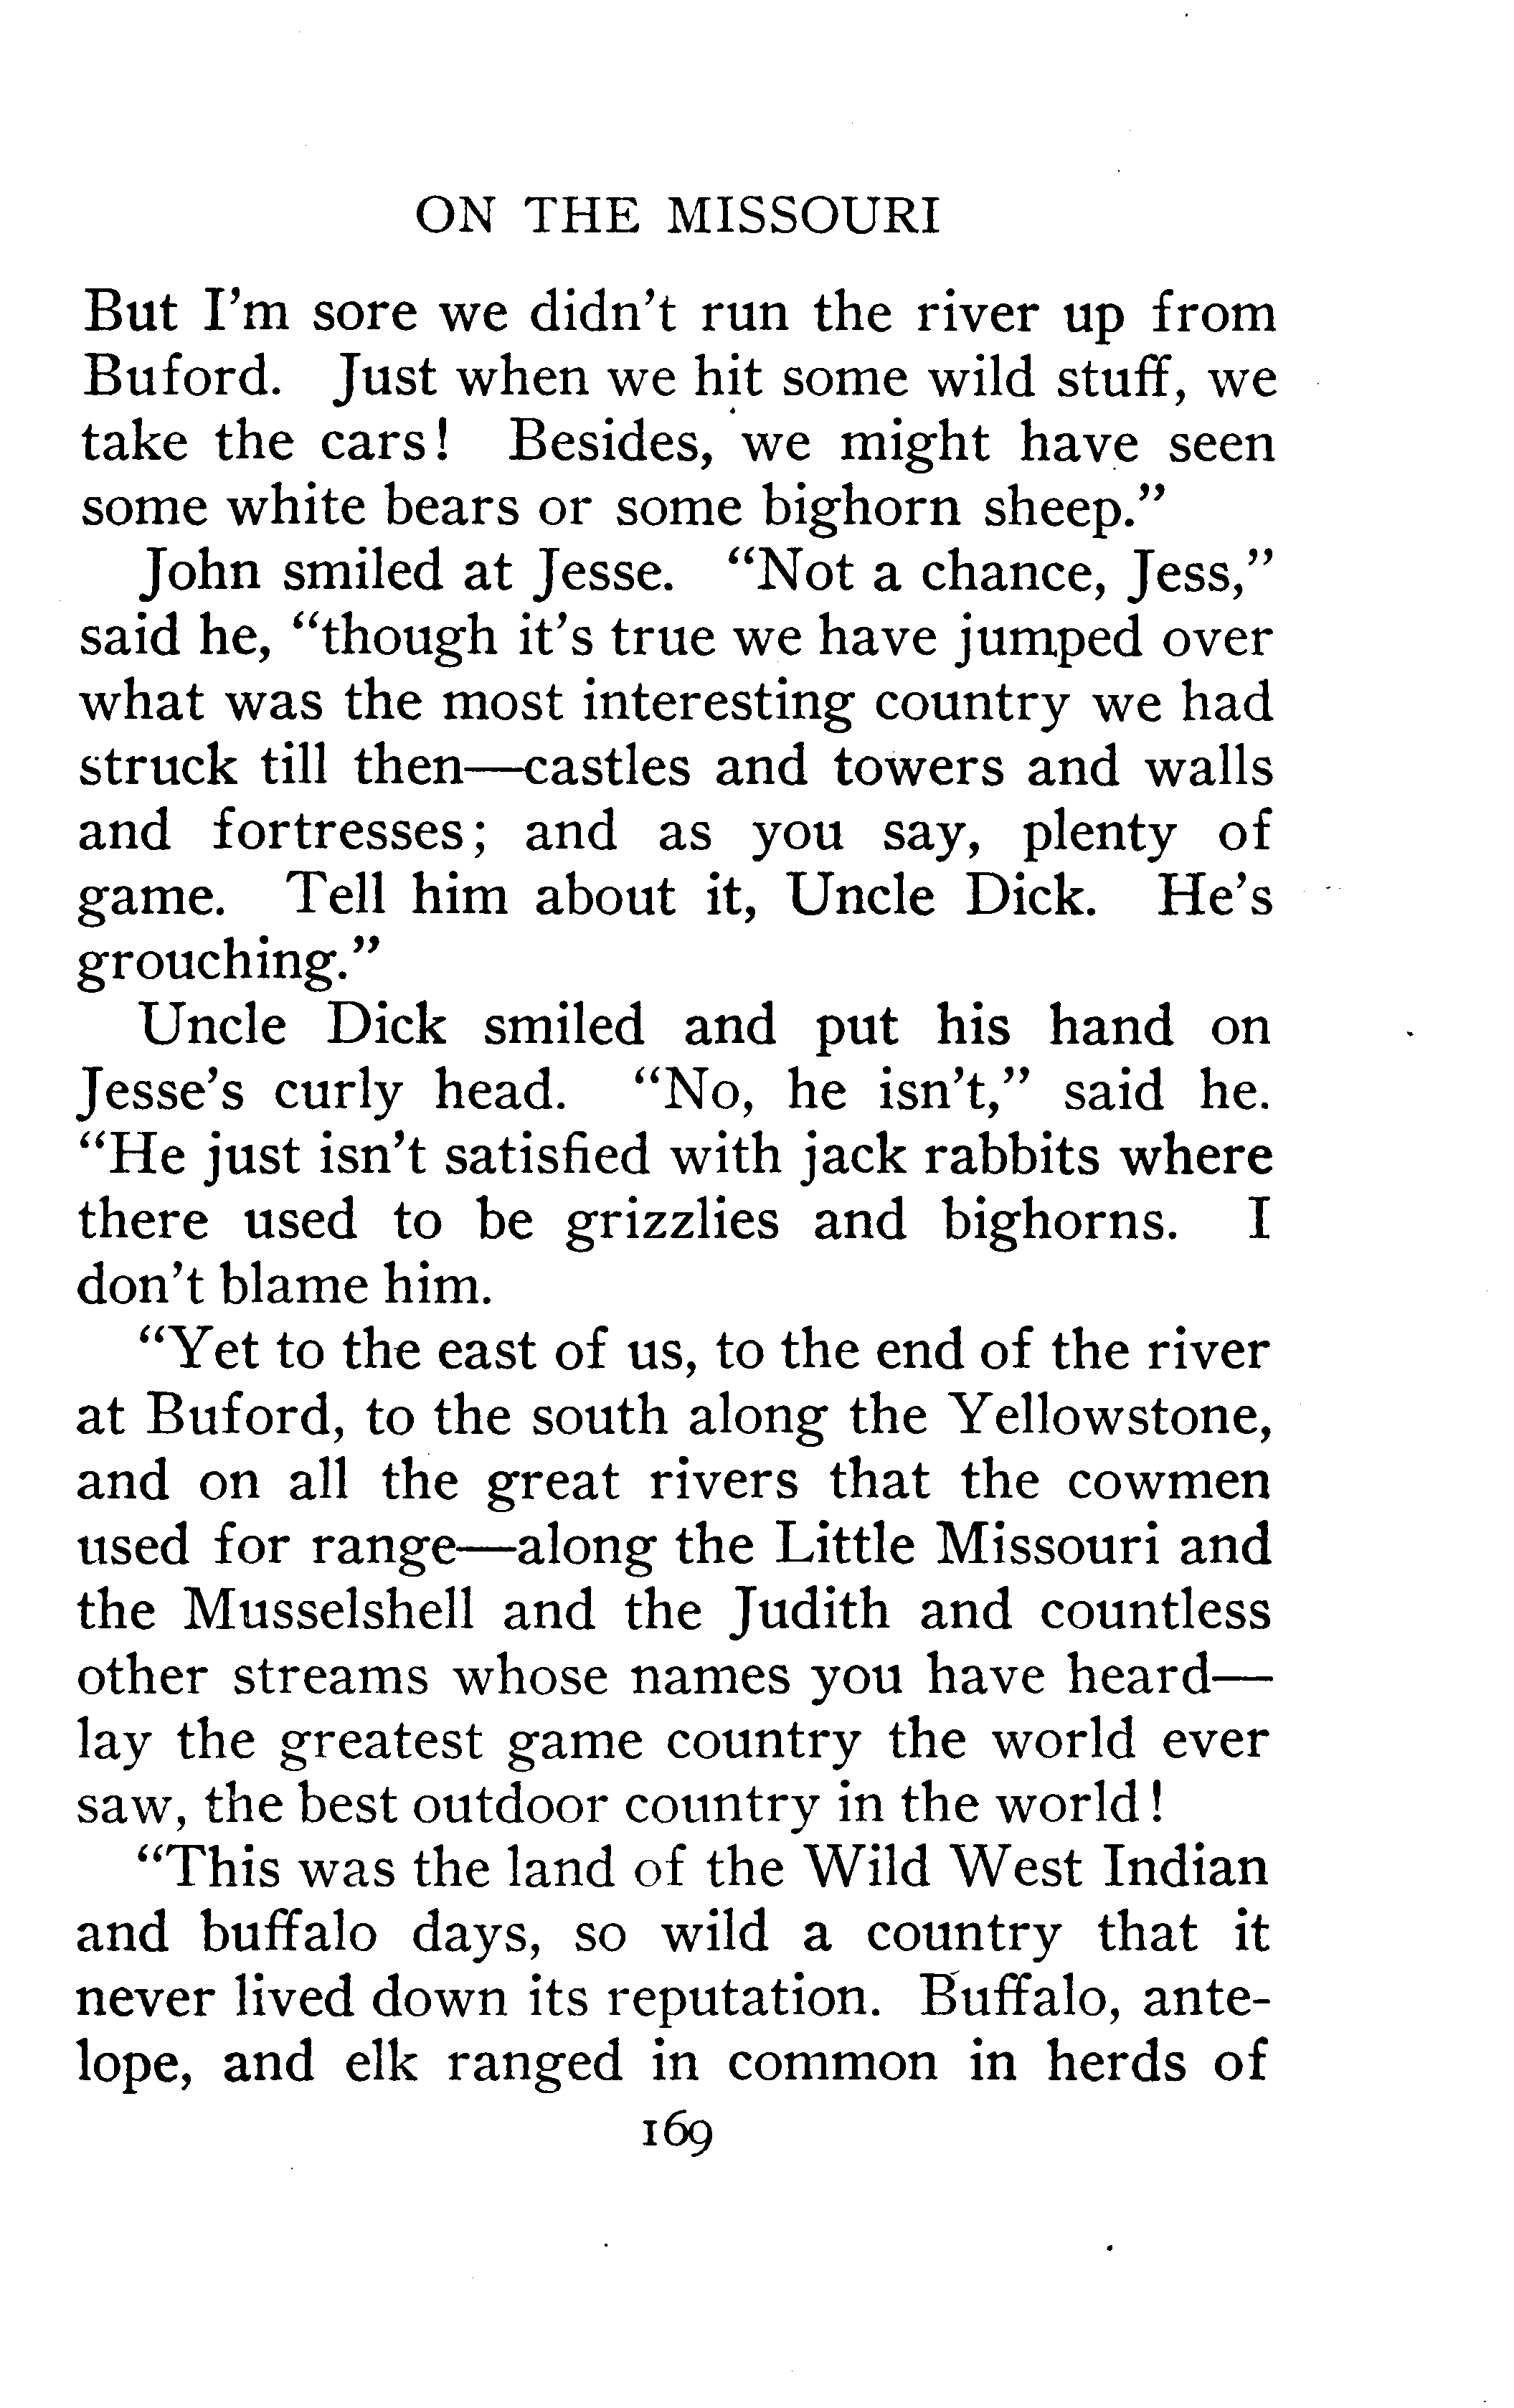 ON THE MISSOURI
But I'm sore we didn't run the river up from
Buford. Just when we hit some wild stuff, we
take the cars! Besides, we might have seen
some white bears or some bighorn sheep."
John smiled at Jesse. "Not a chance, Jess,"
said he, "though it's true we have jumped over
what was the most interesting country we had
struck till then—castles and towers and walls
and fortresses; and as you say, plenty of
game. Tell him about it, Uncle Dick. He's
grouching."
Uncle Dick smiled and put his hand on
Jesse's curly head. "No, he isn't," said he.
"He just isn't satisfied with jack rabbits where
there used to be grizzlies and bighorns. I
don't blame him.
"Yet to the east of us, to the end of the river
at Buford, to the south along the Yellowstone,
and on all the great rivers that the cowmen
used for range—along the Little Missouri and
the Musselshell and the Judith and countless
other streams whose names you have heard—
lay the greatest game country the world ever
saw, the best outdoor country in the world!
"This was the land of the Wild West Indian
and buffalo days, so wild a country that it
never lived down its reputation. Buffalo, ante-
lope, and elk ranged in common in herds of
169